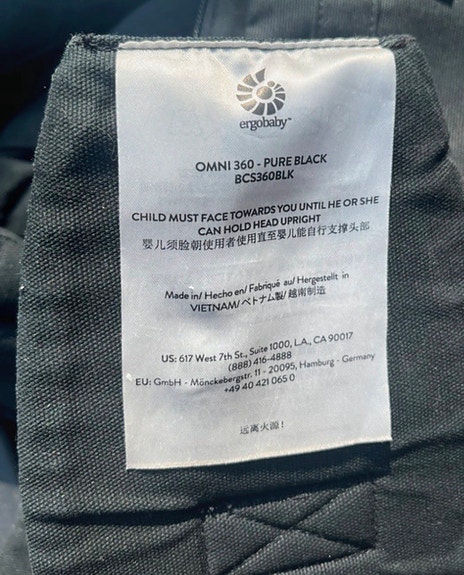 ergobaby™
OMNI 360 - PURE BLACK
BCS360BLK
CHILD MUST FACE TOWARDS YOU UNTIL HE OR SHE
CAN HOLD HEAD UPRIGHT
婴儿须脸朝使用者使用直至婴儿能自行支撑头部
Made in/ Hecho en/ Fabriqué au/ Hergestellt in
VIETNAM/ベトナム製/越南制造
US: 617 West 7th St., Suite 1000, L.A., CA 90017
(888) 416-4888
EU: GmbH - Mönckebergstr. 11 - 20095, Hamburg - Germany
+49 40 421 065 0
远离火源!